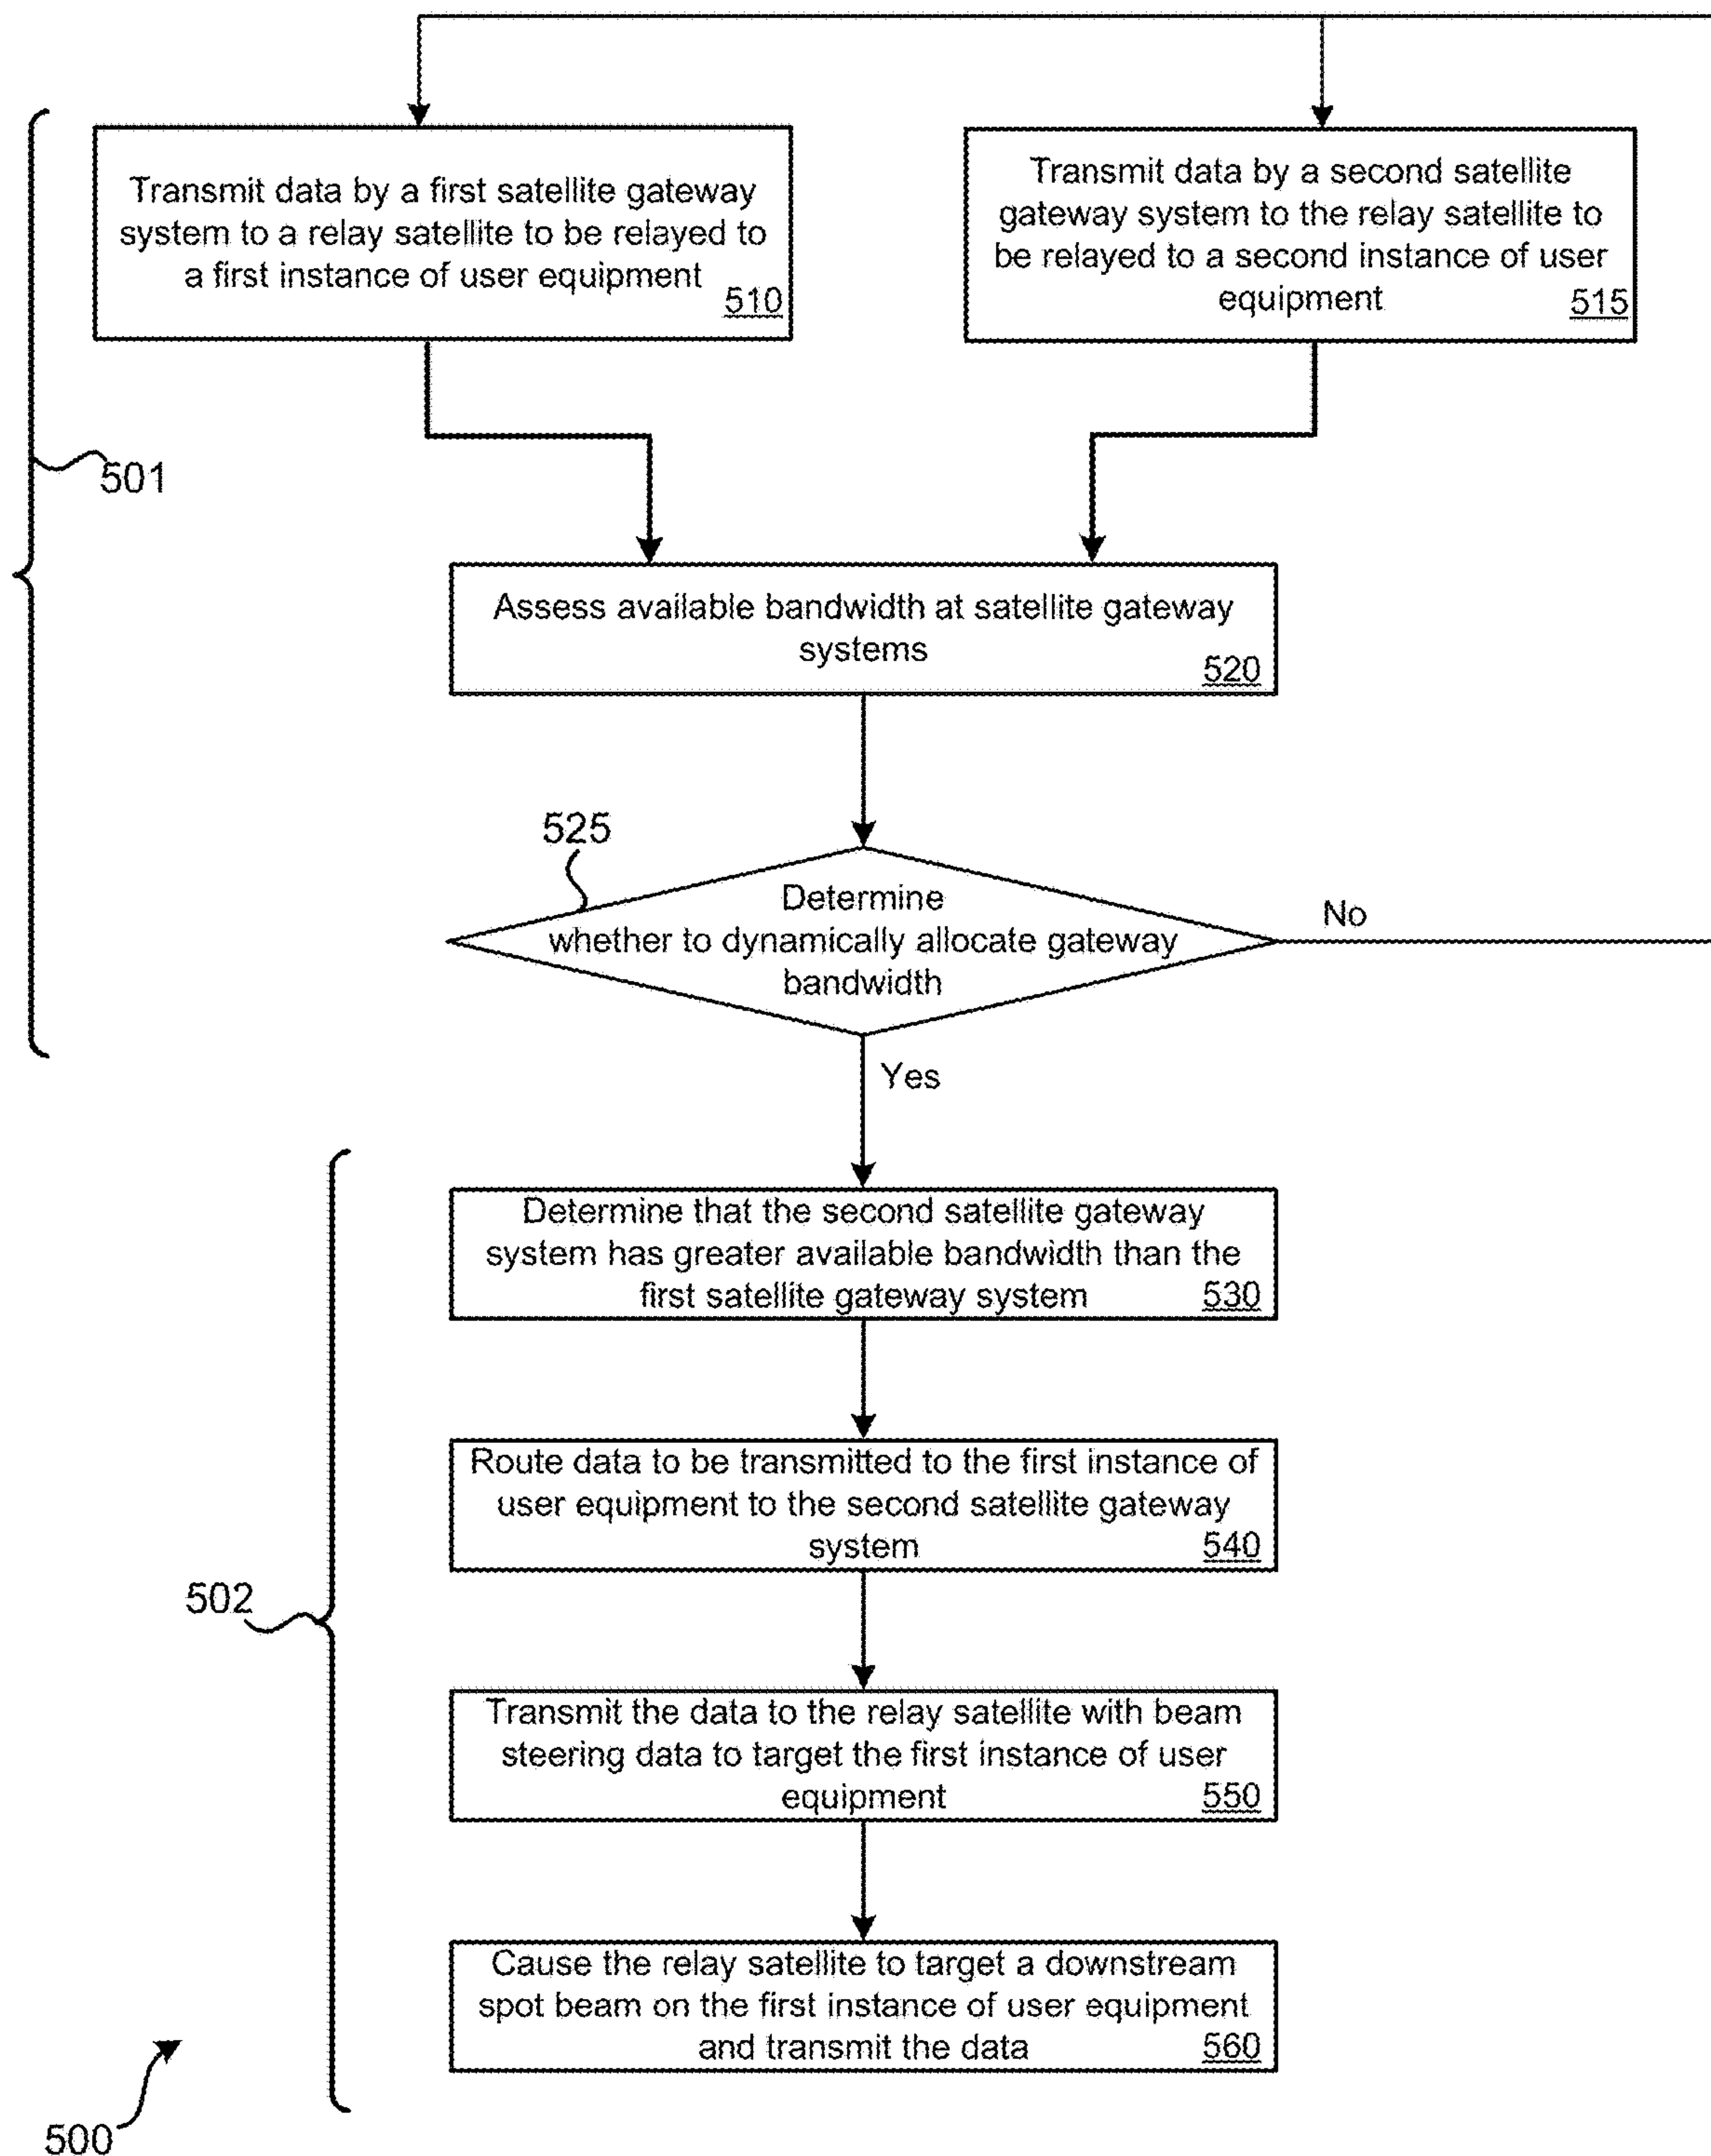 Transmit data by a first satellite gateway
system to a relay satellite to be relayed to
a first instance of user equipment
510
Transmit data by a second satellite
gateway system to the relay satellite to
be relayed to a second instance of user
equipment
515
501
Assess available bandwidth at satellite gateway
systems
520
525
Determine
whether to dynamically allocate gateway
bandwidth
No
Yes
Determine that the second satellite gateway
system has greater available bandwidth than the
first satellite gateway system
530
Route data to be transmitted to the first instance of
user equipment to the second satellite gateway
system
540
502
Transmit the data to the relay satellite with beam
steering data to target the first instance of user
equipment
550
Cause the relay satellite to target a downstream
spot beam on the first instance of user equipment
and transmit the data
560
500